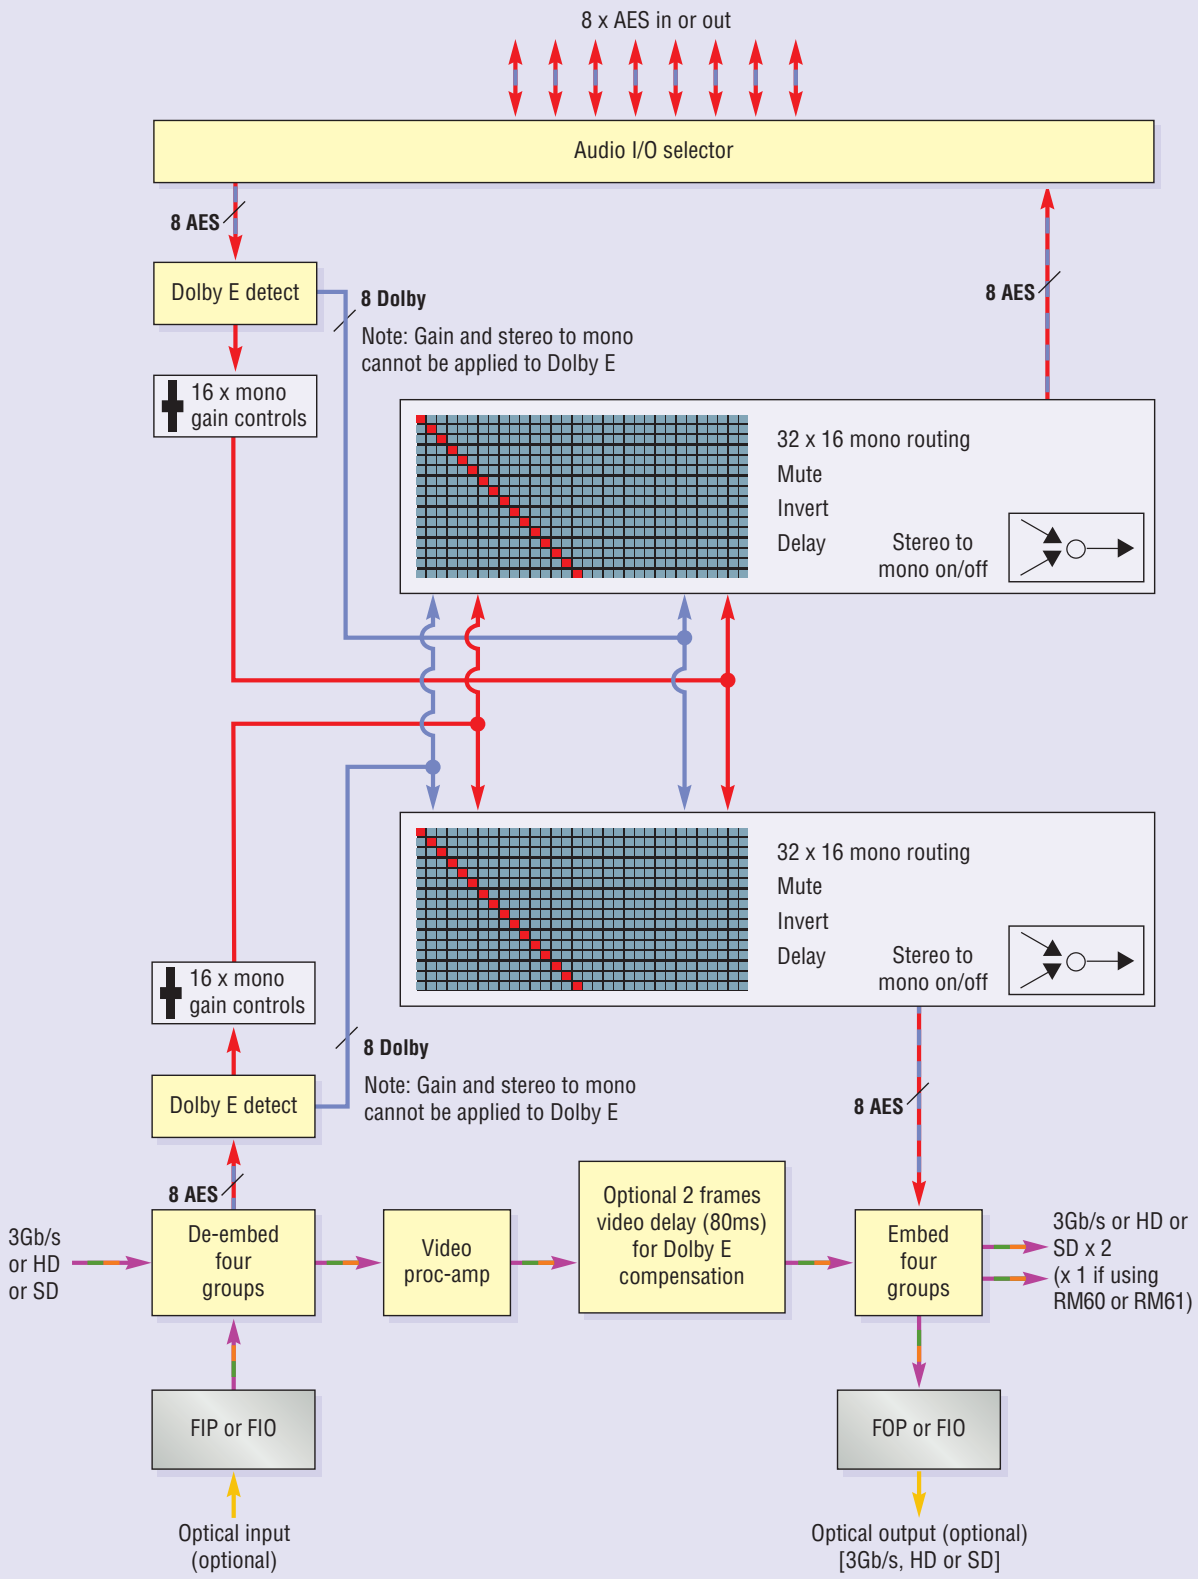 8 x AES in or out
Audio I/O selector
8 AES
Dolby E detect
8 Dolby
Note: Gain and stereo to mono
cannot be applied to Dolby E
8 AES
16 x mono
gain controls
32 x 16 mono routing
Mute
Invert
Delay
Stereo to
mono on/off
32 x 16 mono routing
Mute
Invert
Delay
Stereo to
mono on/off
16 x mono
gain controls
8 Dolby
Note: Gain and stereo to mono
cannot be applied to Dolby E
Dolby E detect
8 AES
8 AES
3Gb/s
or HD
or SD
De-embed
four
groups
Video
proc-amp
Optional 2 frames
video delay (80ms)
for Dolby E
compensation
Embed
four
groups
3Gb/s or HD or
SD x 2
(x 1 if using
RM60 or RM61)
FIP or FIO
FOP or FIO
Optical input
(optional)
Optical output (optional)
[3Gb/s, HD or SD]